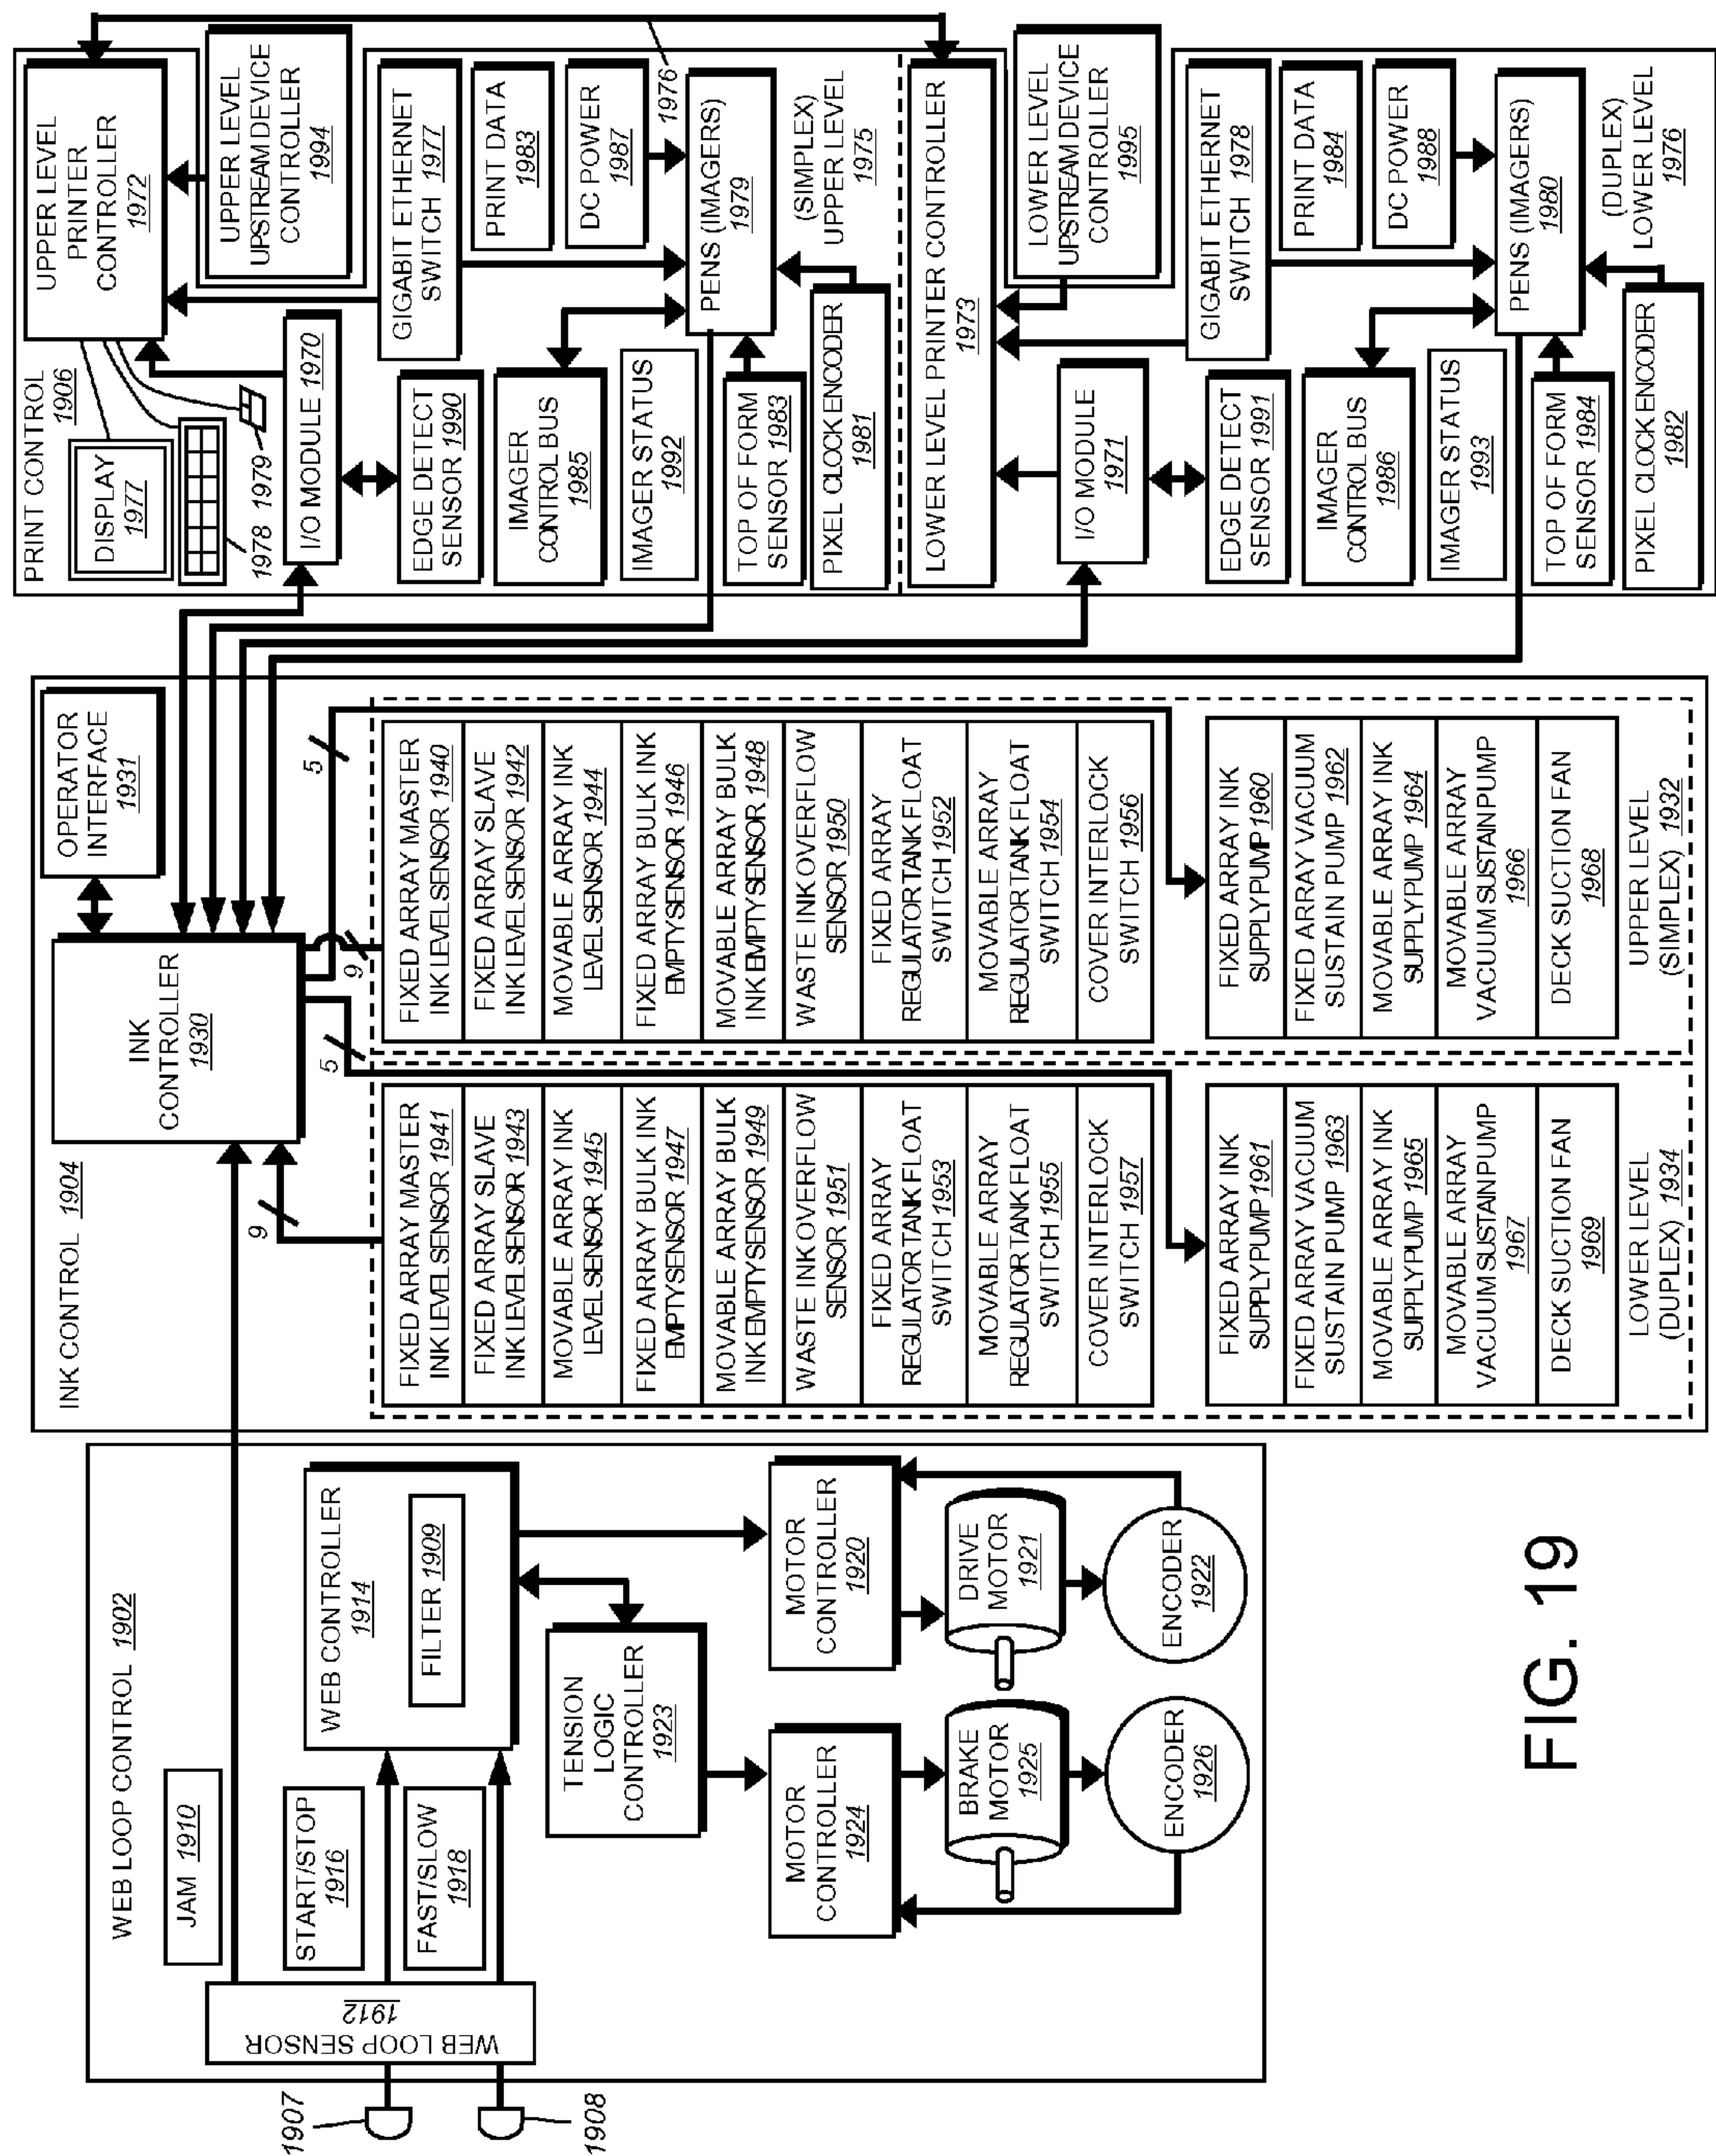 WEB LOOP CONTROL 1902
JAM 1910
WEB LOOP SENSOR
1912
1907
1908
START/STOP
1916
FAST/SLOW
1918
WEB CONTROLLER
1914
FILTER 1909
TENSION
LOGIC
CONTROLLER
1923
MOTOR
CONTROLLER
1920
MOTOR
CONTROLLER
1924
DRIVE
MOTOR
1921
BRAKE
MOTOR
1925
ENCODER
1922
ENCODER
1926
INK CONTROL 1904
INK
CONTROLLER
1930
OPERATOR
INTERFACE
1931
9
5
9
5
FIXED ARRAY MASTER
INK LEVEL SENSOR 1941
FIXED ARRAY SLAVE
INK LEVEL SENSOR 1943
MOVABLE ARRAY INK
LEVEL SENSOR 1945
FIXED ARRAY BULK INK
EMPTY SENSOR 1947
MOVABLE ARRAY BULK
INK EMPTY SENSOR 1949
WASTE INK OVERFLOW
SENSOR 1951
FIXED ARRAY
REGULATOR TANK FLOAT
SWITCH 1953
MOVABLE ARRAY
REGULATOR TANK FLOAT
SWITCH 1955
COVER INTERLOCK
SWITCH 1957
FIXED ARRAY INK
SUPPLY PUMP 1961
FIXED ARRAY VACUUM
SUSTAIN PUMP 1963
MOVABLE ARRAY INK
SUPPLY PUMP 1965
MOVABLE ARRAY
VACUUM SUSTAIN PUMP
1967
DECK SUCTION FAN
1969
LOWER LEVEL
(DUPLEX) 1934
FIXED ARRAY MASTER
INK LEVEL SENSOR 1940
FIXED ARRAY SLAVE
INK LEVEL SENSOR 1942
MOVABLE ARRAY INK
LEVEL SENSOR 1944
FIXED ARRAY BULK INK
EMPTY SENSOR 1946
MOVABLE ARRAY BULK
INK EMPTY SENSOR 1948
WASTE INK OVERFLOW
SENSOR 1950
FIXED ARRAY
REGULATOR TANK FLOAT
SWITCH 1952
MOVABLE ARRAY
REGULATOR TANK FLOAT
SWITCH 1954
COVER INTERLOCK
SWITCH 1956
FIXED ARRAY INK
SUPPLY PUMP 1960
FIXED ARRAY VACUUM
SUSTAIN PUMP 1962
MOVABLE ARRAY INK
SUPPLY PUMP 1964
MOVABLE ARRAY
VACUUM SUSTAIN PUMP
1966
DECK SUCTION FAN
1968
UPPER LEVEL
(SIMPLEX) 1932
PRINT CONTROL
1906
DISPLAY
1977
1978
1979
UPPER LEVEL
PRINTER
CONTROLLER
1972
UPPER LEVEL
UPSTREAM DEVICE
CONTROLLER
1994
I/O MODULE 1970
GIGABIT ETHERNET
SWITCH 1977
EDGE DETECT
SENSOR 1990
PRINT DATA
1983
IMAGER
CONTROL BUS
1985
DC POWER
1987
1976
IMAGER STATUS
1992
PENS (IMAGERS)
1979
TOP OF FORM
SENSOR 1983
PIXEL CLOCK ENCODER
1981
(SIMPLEX)
UPPER LEVEL
1975
LOWER LEVEL PRINTER CONTROLLER
1973
LOWER LEVEL
UPSTREAM DEVICE
CONTROLLER
1995
I/O MODULE
1971
GIGABIT ETHERNET
SWITCH 1978
EDGE DETECT
SENSOR 1991
PRINT DATA
1984
IMAGER
CONTROL BUS
1986
DC POWER
1988
IMAGER STATUS
1993
PENS (IMAGERS)
1980
TOP OF FORM
SENSOR 1984
PIXEL CLOCK ENCODER
1982
(DUPLEX)
LOWER LEVEL
1976
FIG. 19